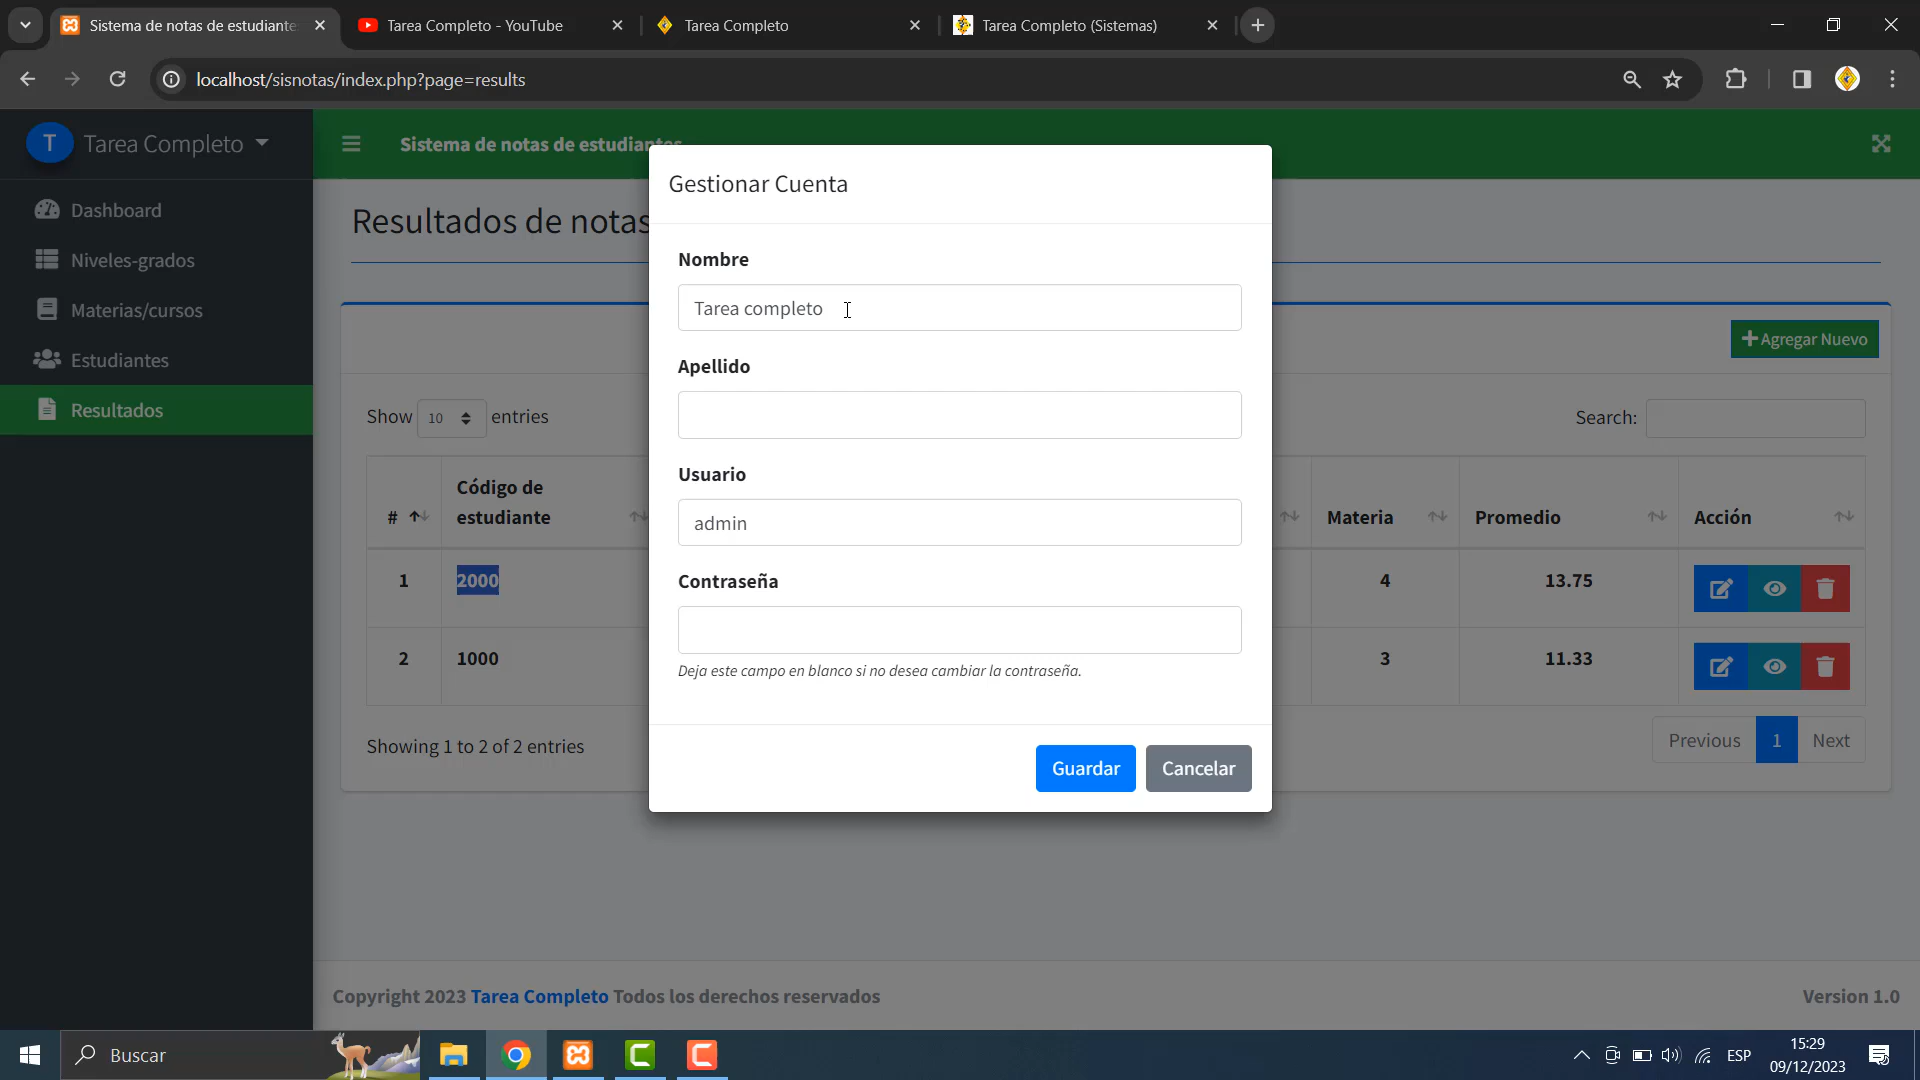 Sistema de notas de estudiante
Tarea Completo - YouTube
Tarea Completo
Tarea Completo (Sistemas)
localhost/sisnotas/index.php?page=results
T
Tarea Completo
Sistema de notas de estudiantes
Dashboard
Niveles-grados
Materias/cursos
Estudiantes
Resultados
Resultados de notas
Agregar Nuevo
Show 10 entries
Search:
# Código de estudiante
Materia Promedio Acción
1 2000 4 13.75
2 1000 3 11.33
Showing 1 to 2 of 2 entries
Previous 1 Next
Gestionar Cuenta
Nombre
Tarea completo
Apellido
Usuario
admin
Contraseña
Deja este campo en blanco si no desea cambiar la contraseña.
Guardar Cancelar
Copyright 2023 Tarea Completo Todos los derechos reservados
Version 1.0
Buscar
ESP
15:29
09/12/2023